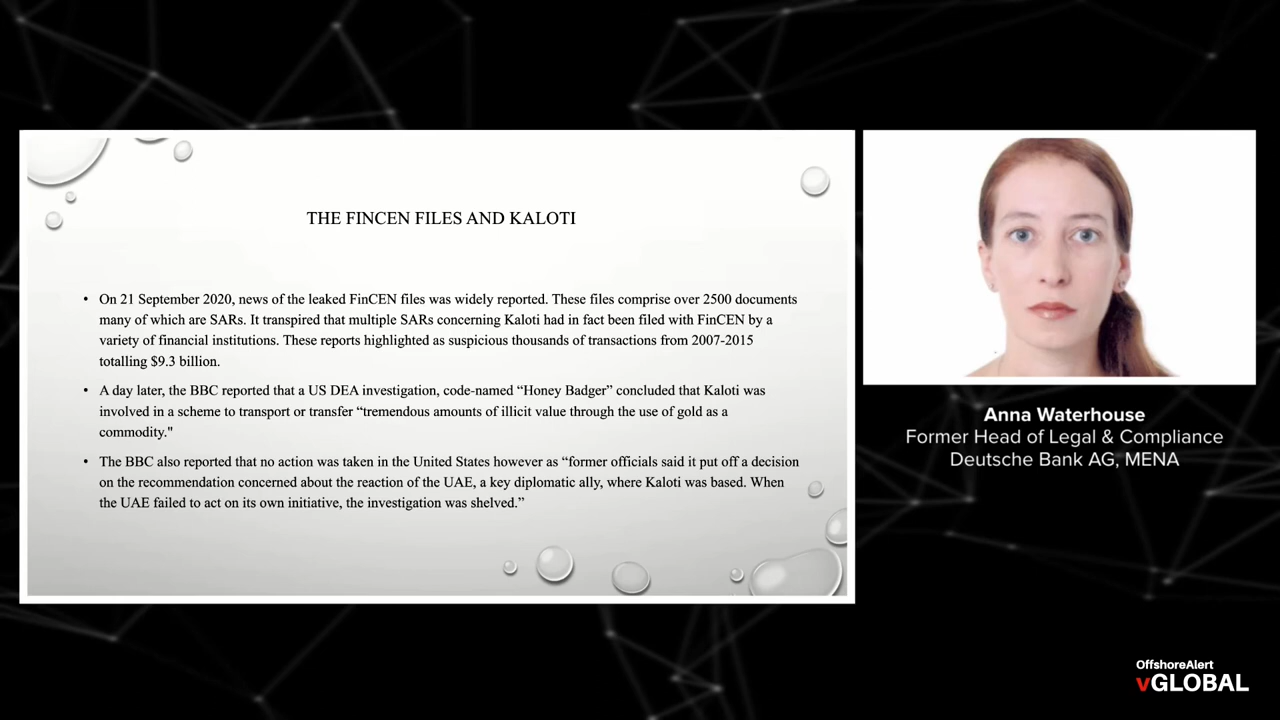 THE FINCEN FILES AND KALOTI
• On 21 September 2020, news of the leaked FinCEN files was widely reported. These files comprise over 2500 documents
many of which are SARs. It transpired that multiple SARs concerning Kaloti had in fact been filed with FinCEN by a
variety of financial institutions. These reports highlighted as suspicious thousands of transactions from 2007-2015
totalling $9.3 billion.
• A day later, the BBC reported that a US DEA investigation, code-named “Honey Badger” concluded that Kaloti was
involved in a scheme to transport or transfer “tremendous amounts of illicit value through the use of gold as a
commodity."
• The BBC also reported that no action was taken in the United States however as “former officials said it put off a decision
on the recommendation concerned about the reaction of the UAE, a key diplomatic ally, where Kaloti was based. When
the UAE failed to act on its own initiative, the investigation was shelved.”
Anna Waterhouse
Former Head of Legal & Compliance
Deutsche Bank AG, MENA
OffshoreAlert
vGLOBAL